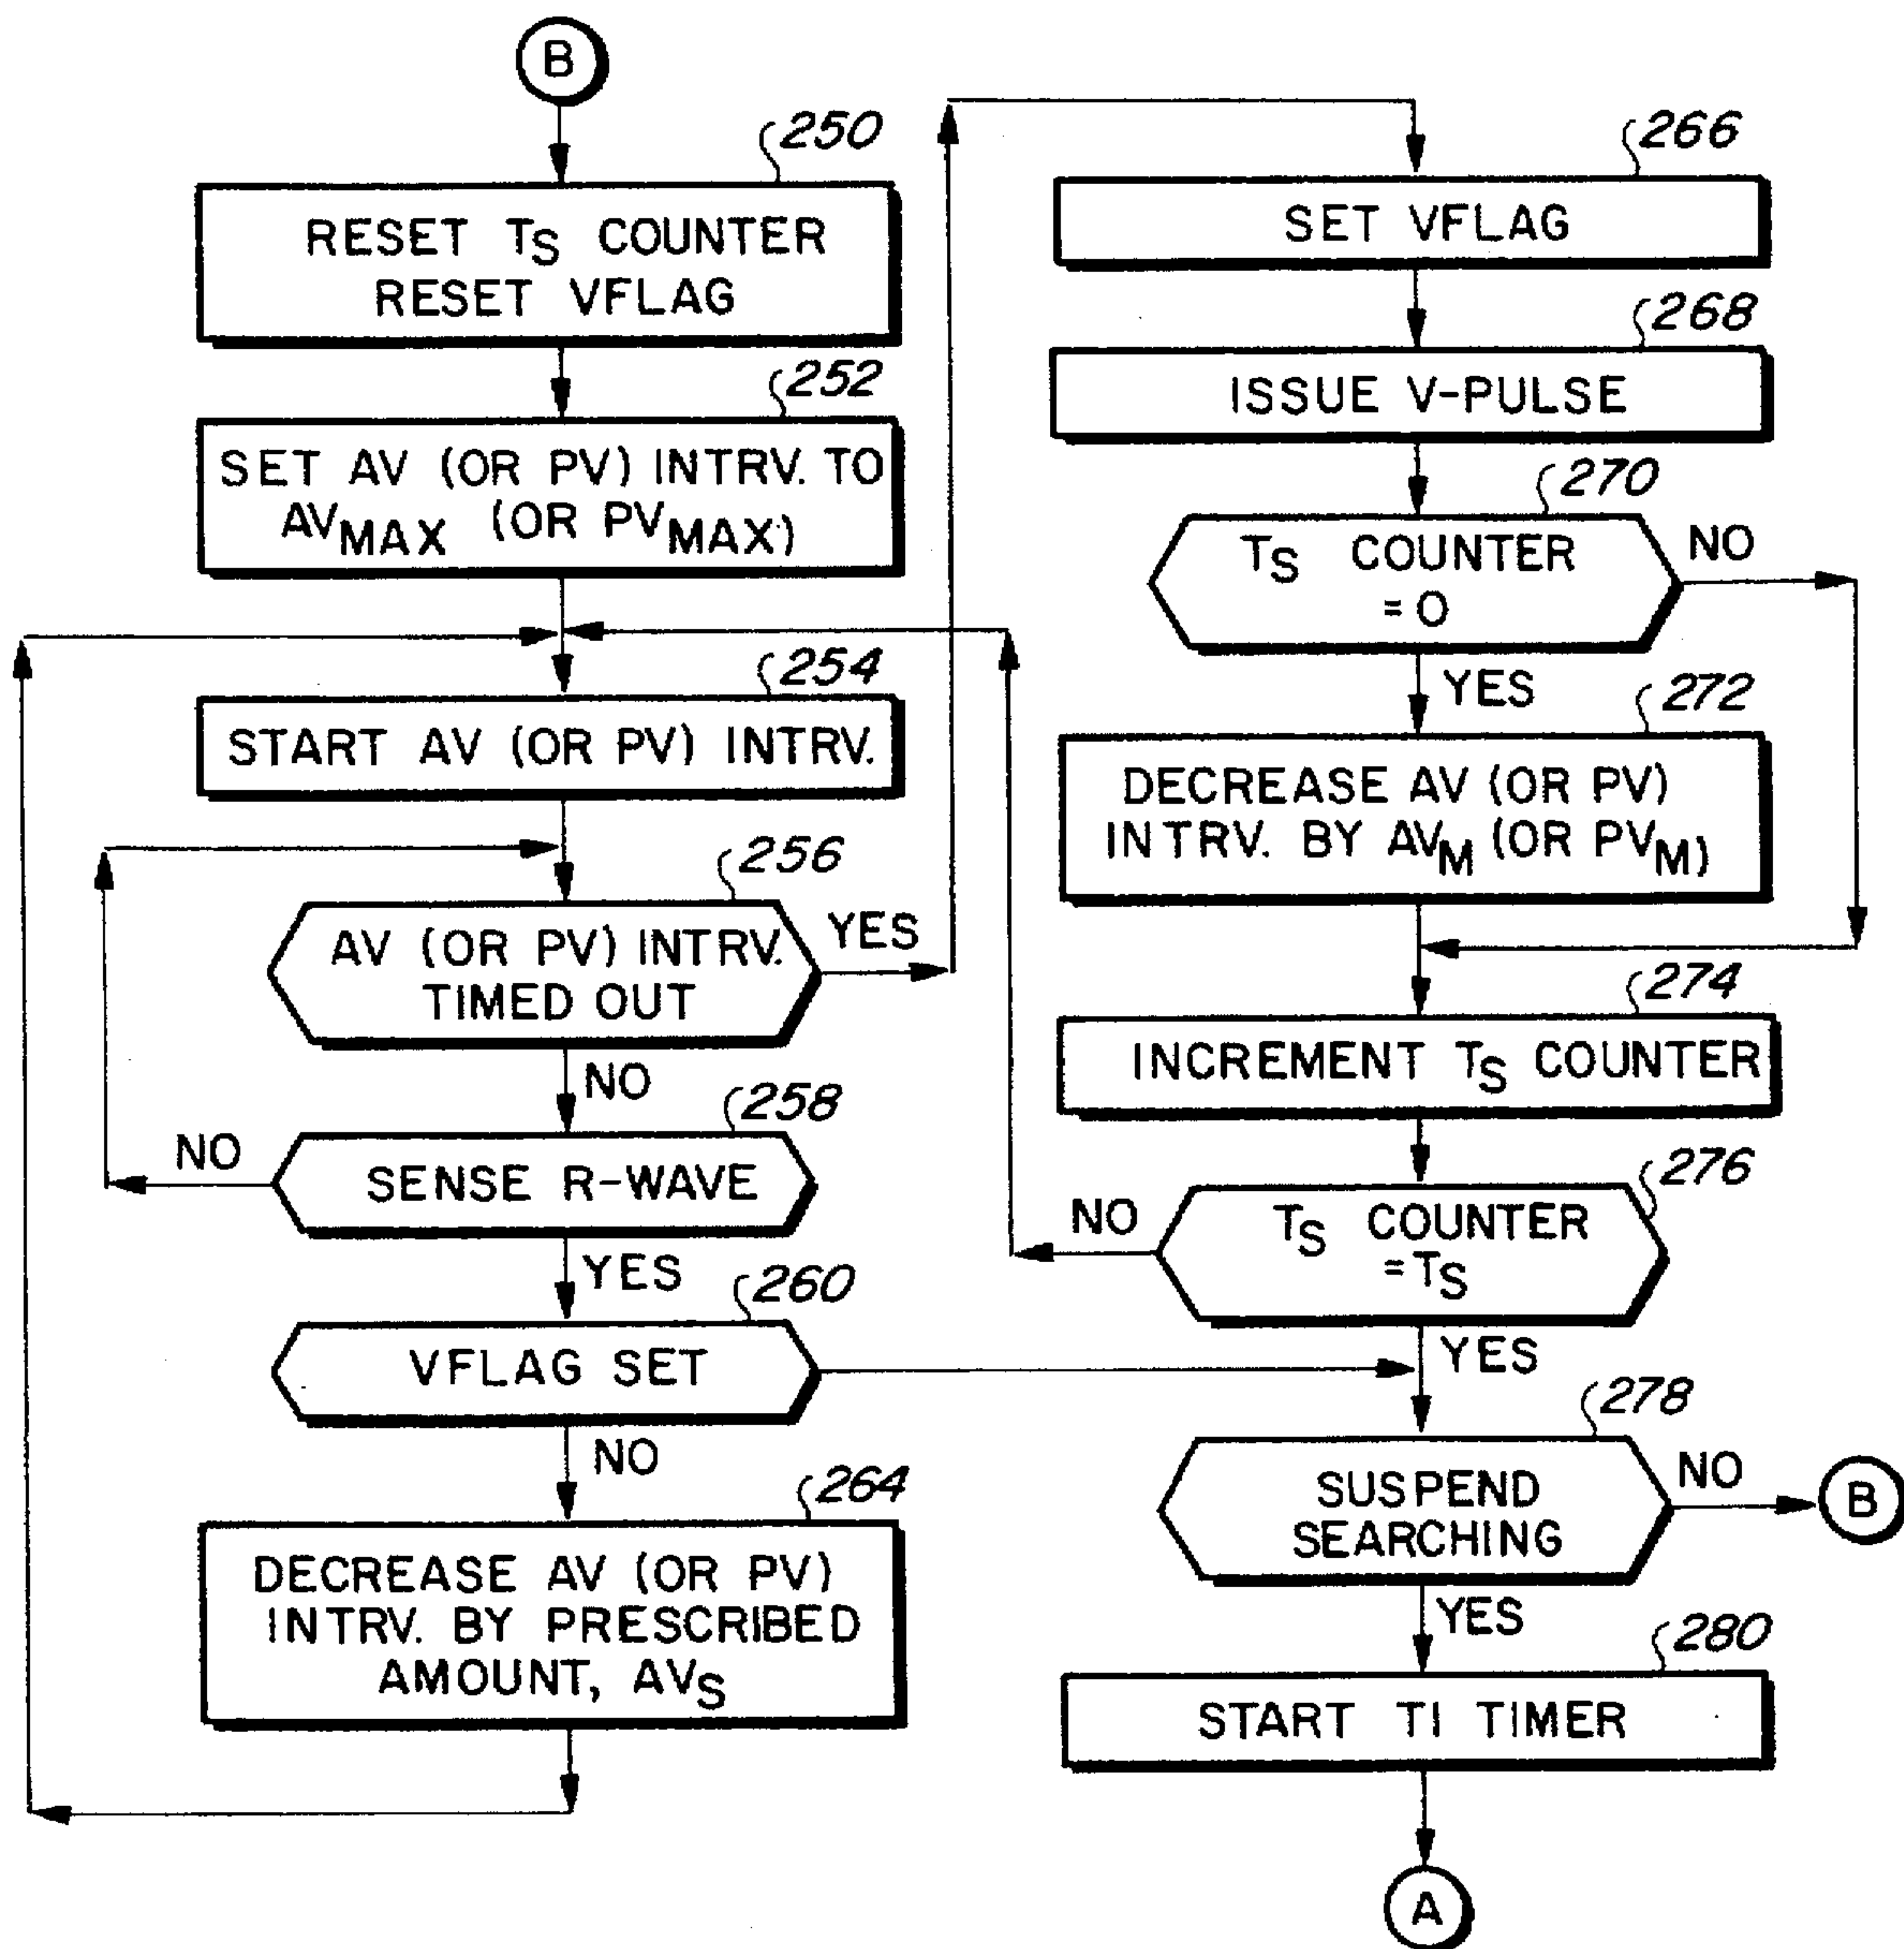 B
250
RESET TS COUNTER
RESET VFLAG
252
SET AV (OR PV) INTRV. TO
AVMAX (OR PVMAX)
254
START AV (OR PV) INTRV.
256
AV (OR PV) INTRV.
TIMED OUT
YES
NO
258
SENSE R-WAVE
NO
YES
260
VFLAG SET
NO
264
DECREASE AV (OR PV)
INTRV. BY PRESCRIBED
AMOUNT, AVS
266
SET VFLAG
268
ISSUE V-PULSE
270
TS COUNTER
= 0
NO
YES
272
DECREASE AV (OR PV)
INTRV. BY AVM (OR PVM)
274
INCREMENT TS COUNTER
276
TS COUNTER
=TS
NO
YES
278
SUSPEND
SEARCHING
NO
B
YES
280
START TI TIMER
A